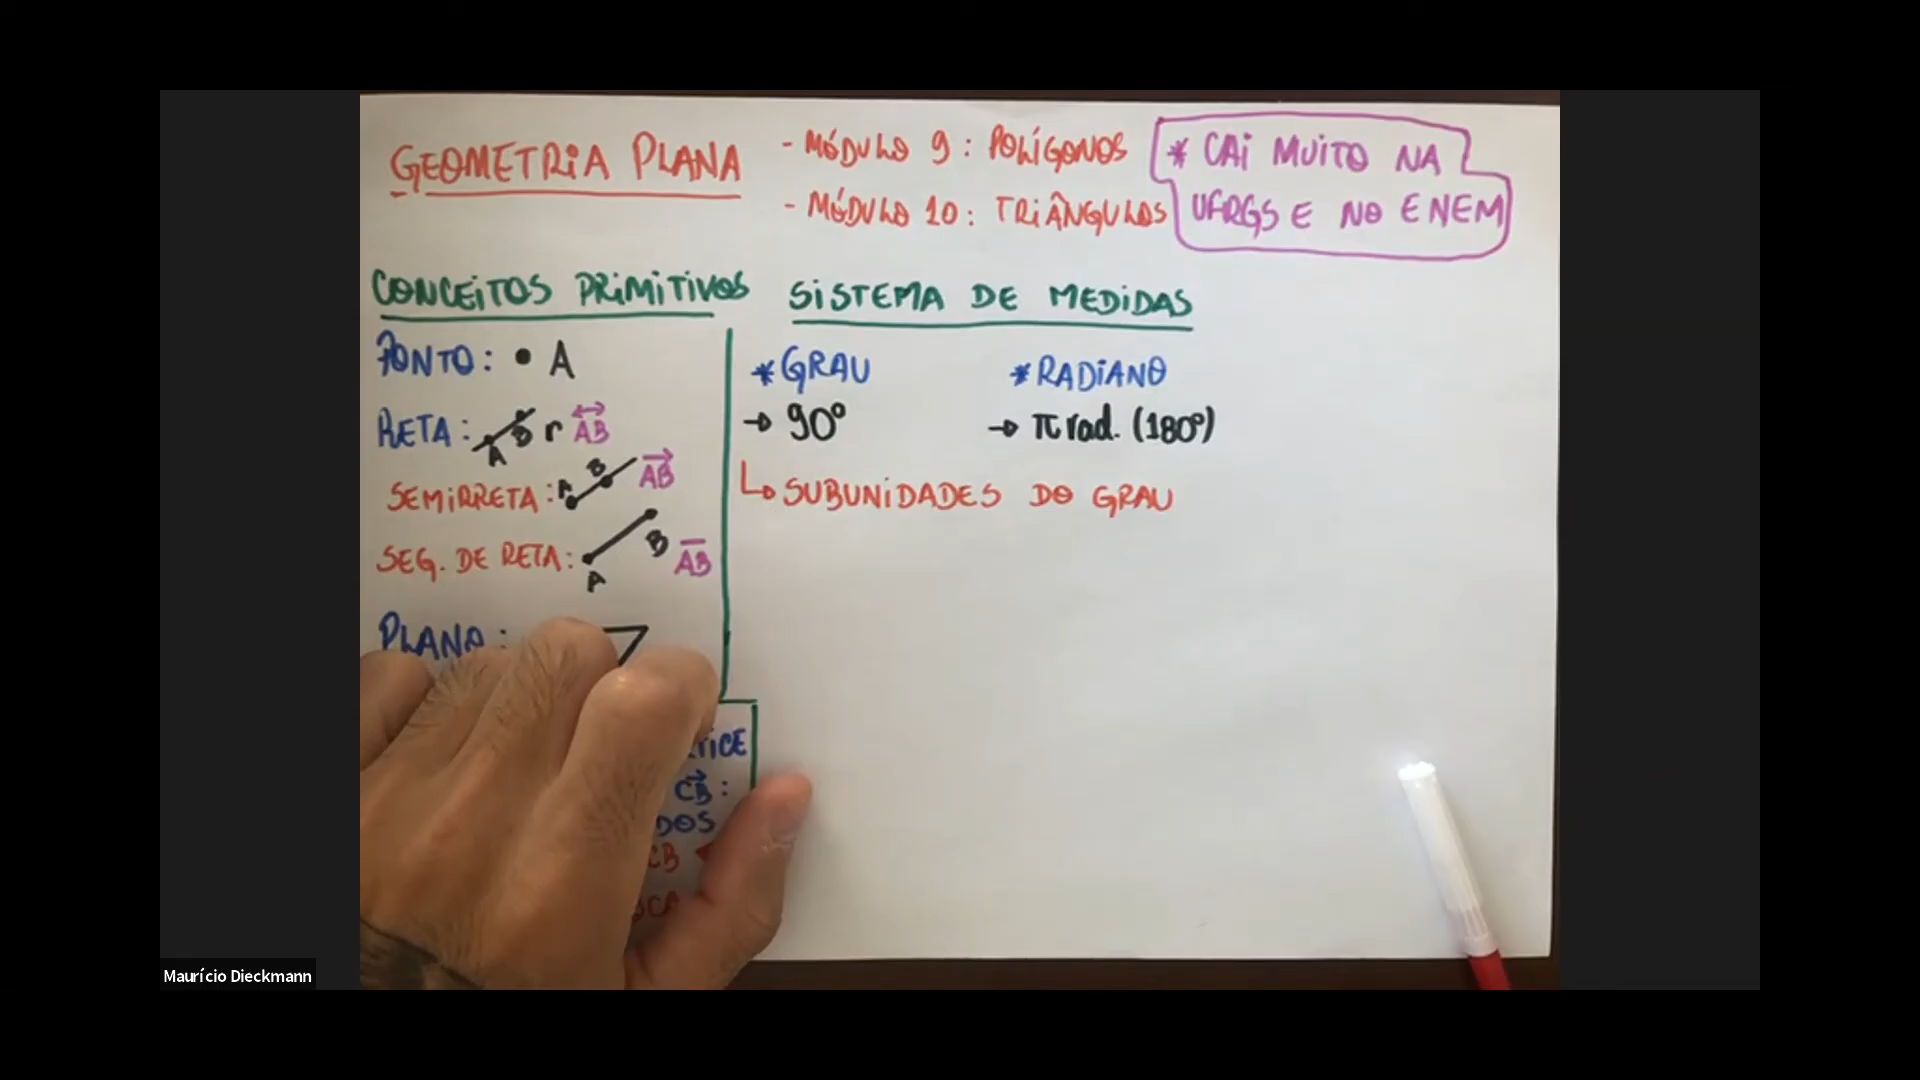 GEOMETRIA PLANA
- MÓDULO 9: POLÍGONOS
- MÓDULO 10: TRIÂNGULOS
* CAI MUITO NA
UFRGS E NO ENEM
CONCEITOS PRIMITIVOS
PONTO: • A
RETA: A B r AB
SEMIRRETA: A B AB
SEG. DE RETA: A B AB
PLANO:
CB:
CB
SISTEMA DE MEDIDAS
* GRAU
→ 90°
* RADIANO
→ π rad. (180°)
↳ SUBUNIDADES DO GRAU
Maurício Dieckmann